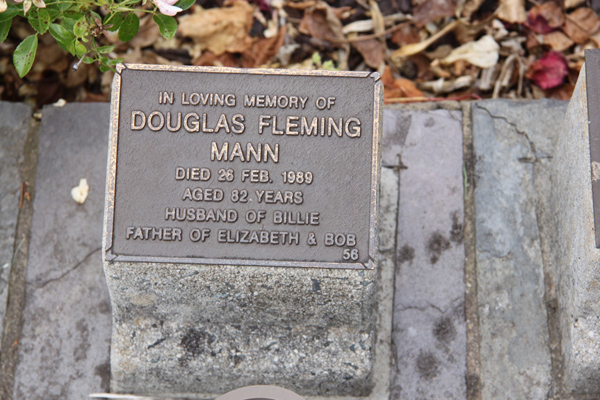 IN LOVING MEMORY OF
DOUGLAS FLEMING
MANN
DIED 26 FEB. 1989
AGED 82 YEARS
HUSBAND OF BILLIE
FATHER OF ELIZABETH & BOB
56